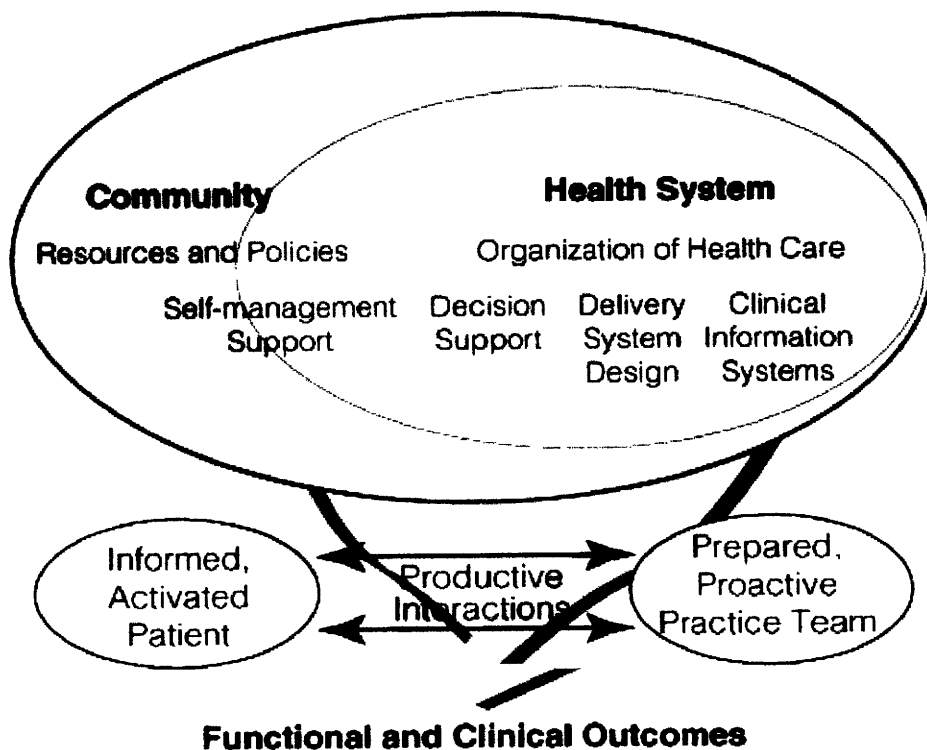 Community
Health System
Resources and Policies
Organization of Health Care
Self-management
Support
Decision
Support
Delivery
System
Design
Clinical
Information
Systems
Informed,
Activated
Patient
Productive
Interactions
Prepared,
Proactive
Practice Team
Functional and Clinical Outcomes